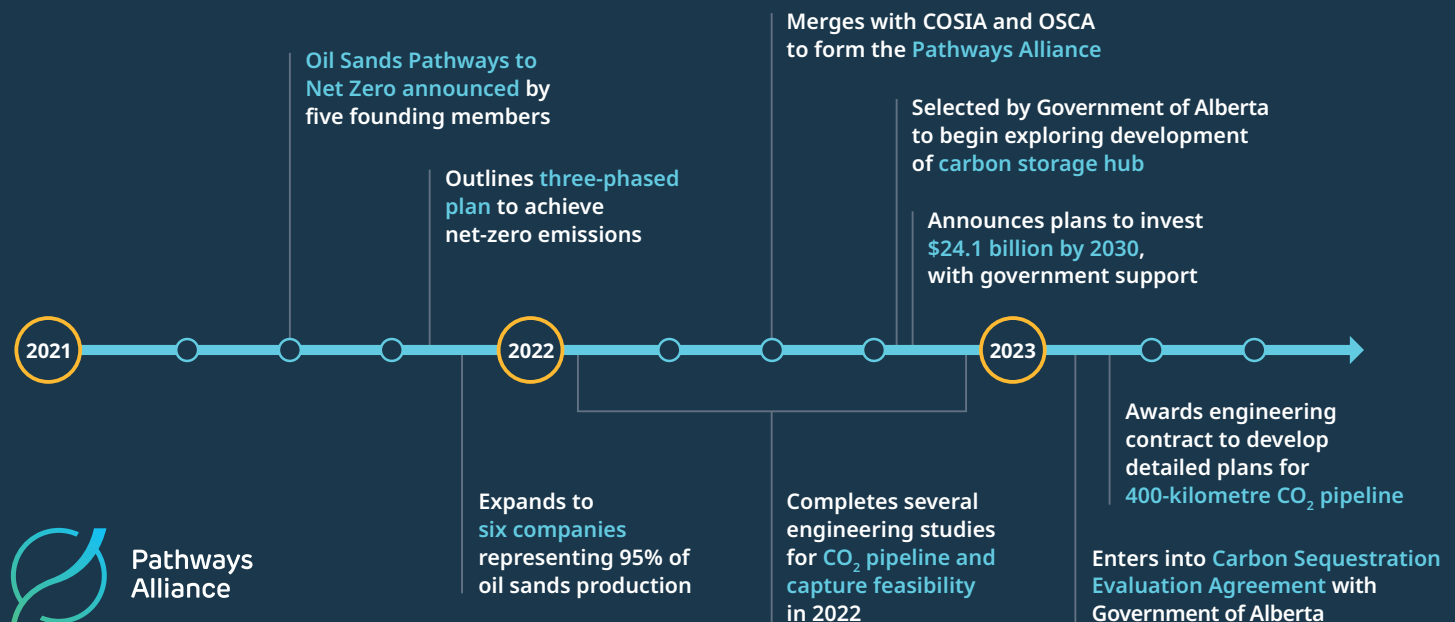 Merges with COSIA and OSCA
to form the Pathways Alliance
Oil Sands Pathways to
Net Zero announced by
five founding members
Selected by Government of Alberta
to begin exploring development
of carbon storage hub
Outlines three-phased
plan to achieve
net-zero emissions
Announces plans to invest
$24.1 billion by 2030,
with government support
2021
2022
2023
Awards engineering
contract to develop
detailed plans for
400-kilometre CO₂ pipeline
Expands to
six companies
representing 95% of
oil sands production
Completes several
engineering studies
for CO₂ pipeline and
capture feasibility
in 2022
Enters into Carbon Sequestration
Evaluation Agreement with
Government of Alberta
Pathways
Alliance